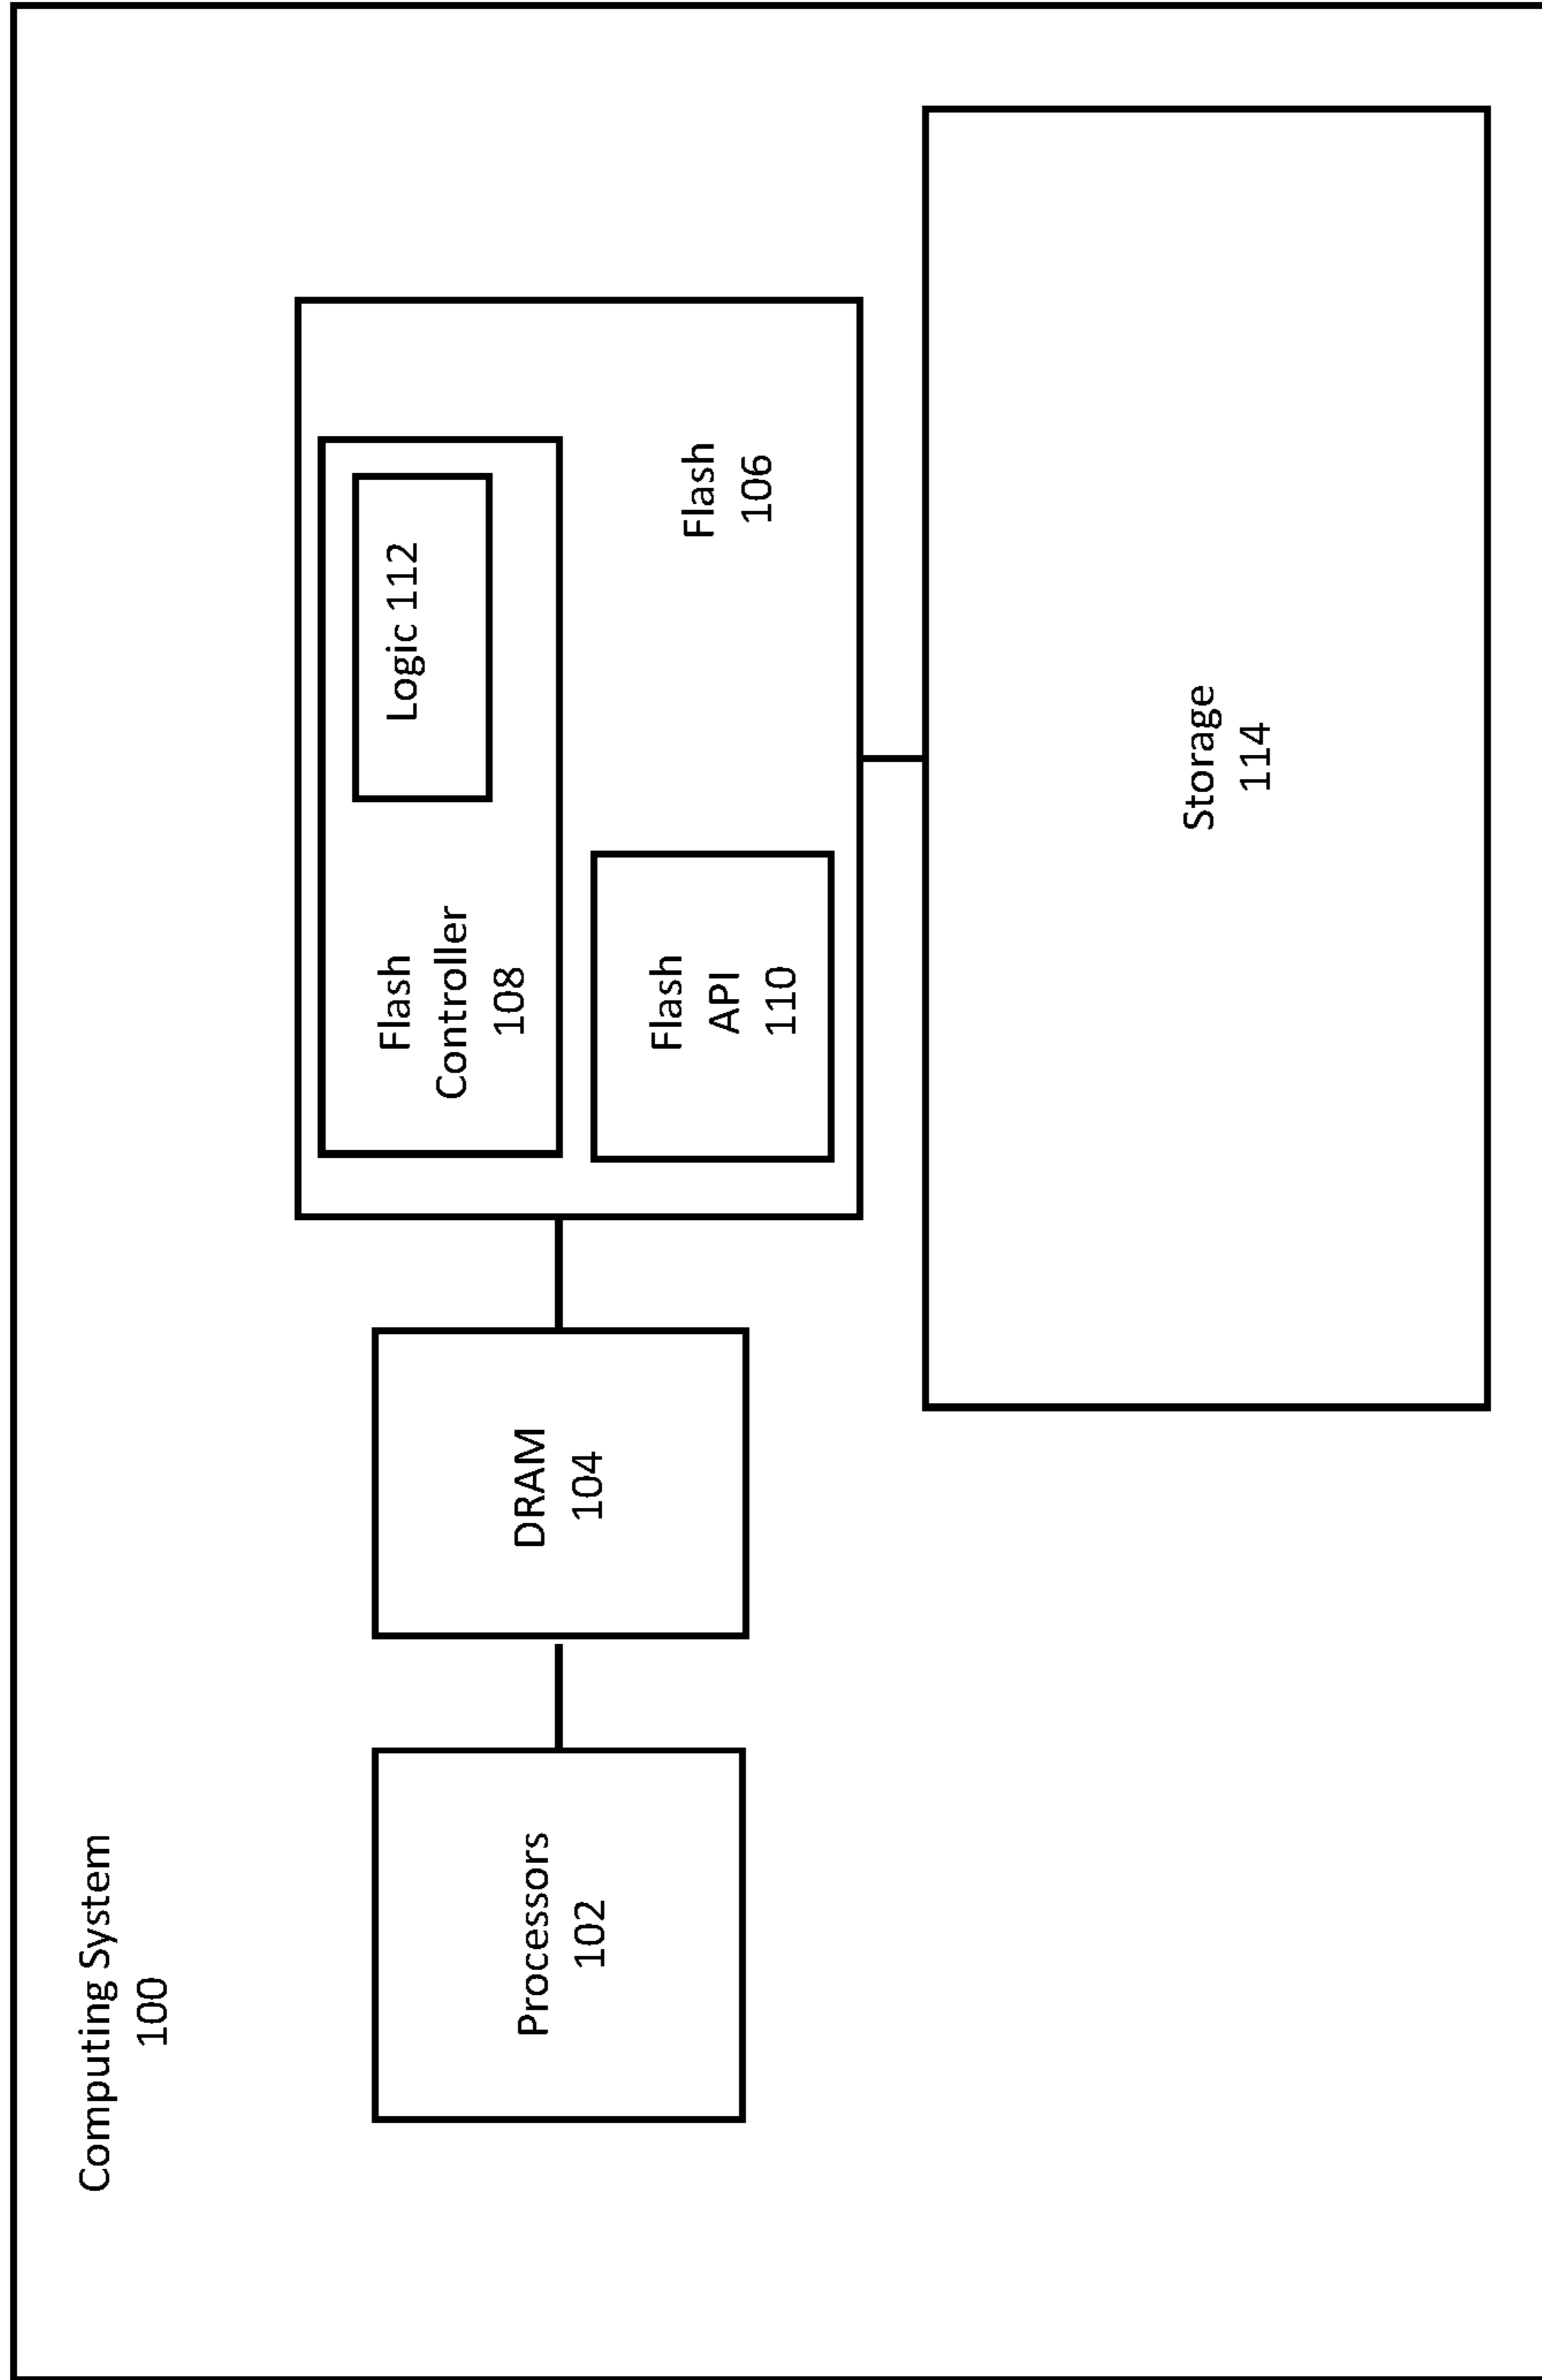 Computing System
100
Processors
102
DRAM
104
Flash
Controller
108
Logic 112
Flash
API
110
Flash
106
Storage
114